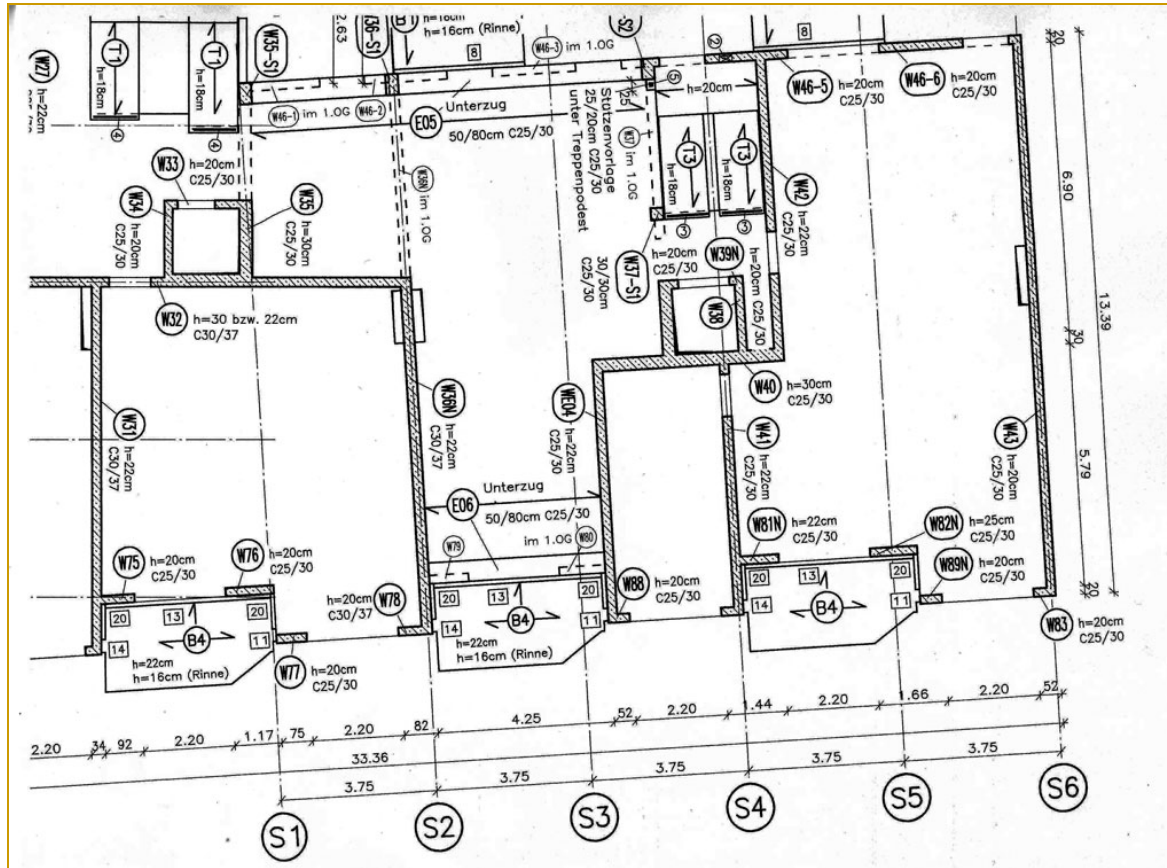 2.63
W35-S1
W36-S1
h=18cm
h=16cm (Rinne)
8
W46-3 im 1.OG
S2
2
20
W27
h=22cm
T1
h=18cm
T1
h=18cm
4
4
W46-1 im 1.OG
W46-2
Unterzug
E05
50/80cm C25/30
25
5
h=20cm
W46-5 h=20cm
C25/30
W46-6 h=20cm
C25/30
Stützenvorlage
25/20cm C25/30
unter Treppenpodest
W37 im 1.OG
W36N im 1.OG
T3
h=18cm
T3
h=18cm
3
3
W42 h=22cm
C25/30
6.90
W33 h=20cm
C25/30
W34 h=20cm
C25/30
W35 h=30cm
C25/30
W37-S1
30/30cm
C25/30
h=20cm
C25/30
W39N
h=20cm C25/30
W38
13.39
30
W32 h=30 bzw. 22cm
C30/37
W40 h=30cm
C25/30
W31 h=22cm
C30/37
W36N h=22cm
C30/37
WE04 h=22cm
C25/30
W41 h=22cm
C25/30
W43 h=20cm
C25/30
5.79
Unterzug
E06
50/80cm C25/30
im 1.OG
W79
W80
W81N h=22cm
C25/30
W82N h=25cm
C25/30
W75 h=20cm
C25/30
W76 h=20cm
C25/30
h=20cm
C30/37
W78
W88 h=20cm
C25/30
W89N h=20cm
C25/30
20
20
13
20
14
B4
11
h=22cm
h=16cm (Rinne)
20
13
20
14
B4
11
h=22cm
h=16cm (Rinne)
20
13
20
14
B4
11
W77 h=20cm
C25/30
W83 h=20cm
C25/30
2.20 34 92 2.20 1.17 75 2.20 82 4.25 52 2.20 1.44 2.20 1.66 2.20 52
33.36
3.75 3.75 3.75 3.75 3.75
S1 S2 S3 S4 S5 S6